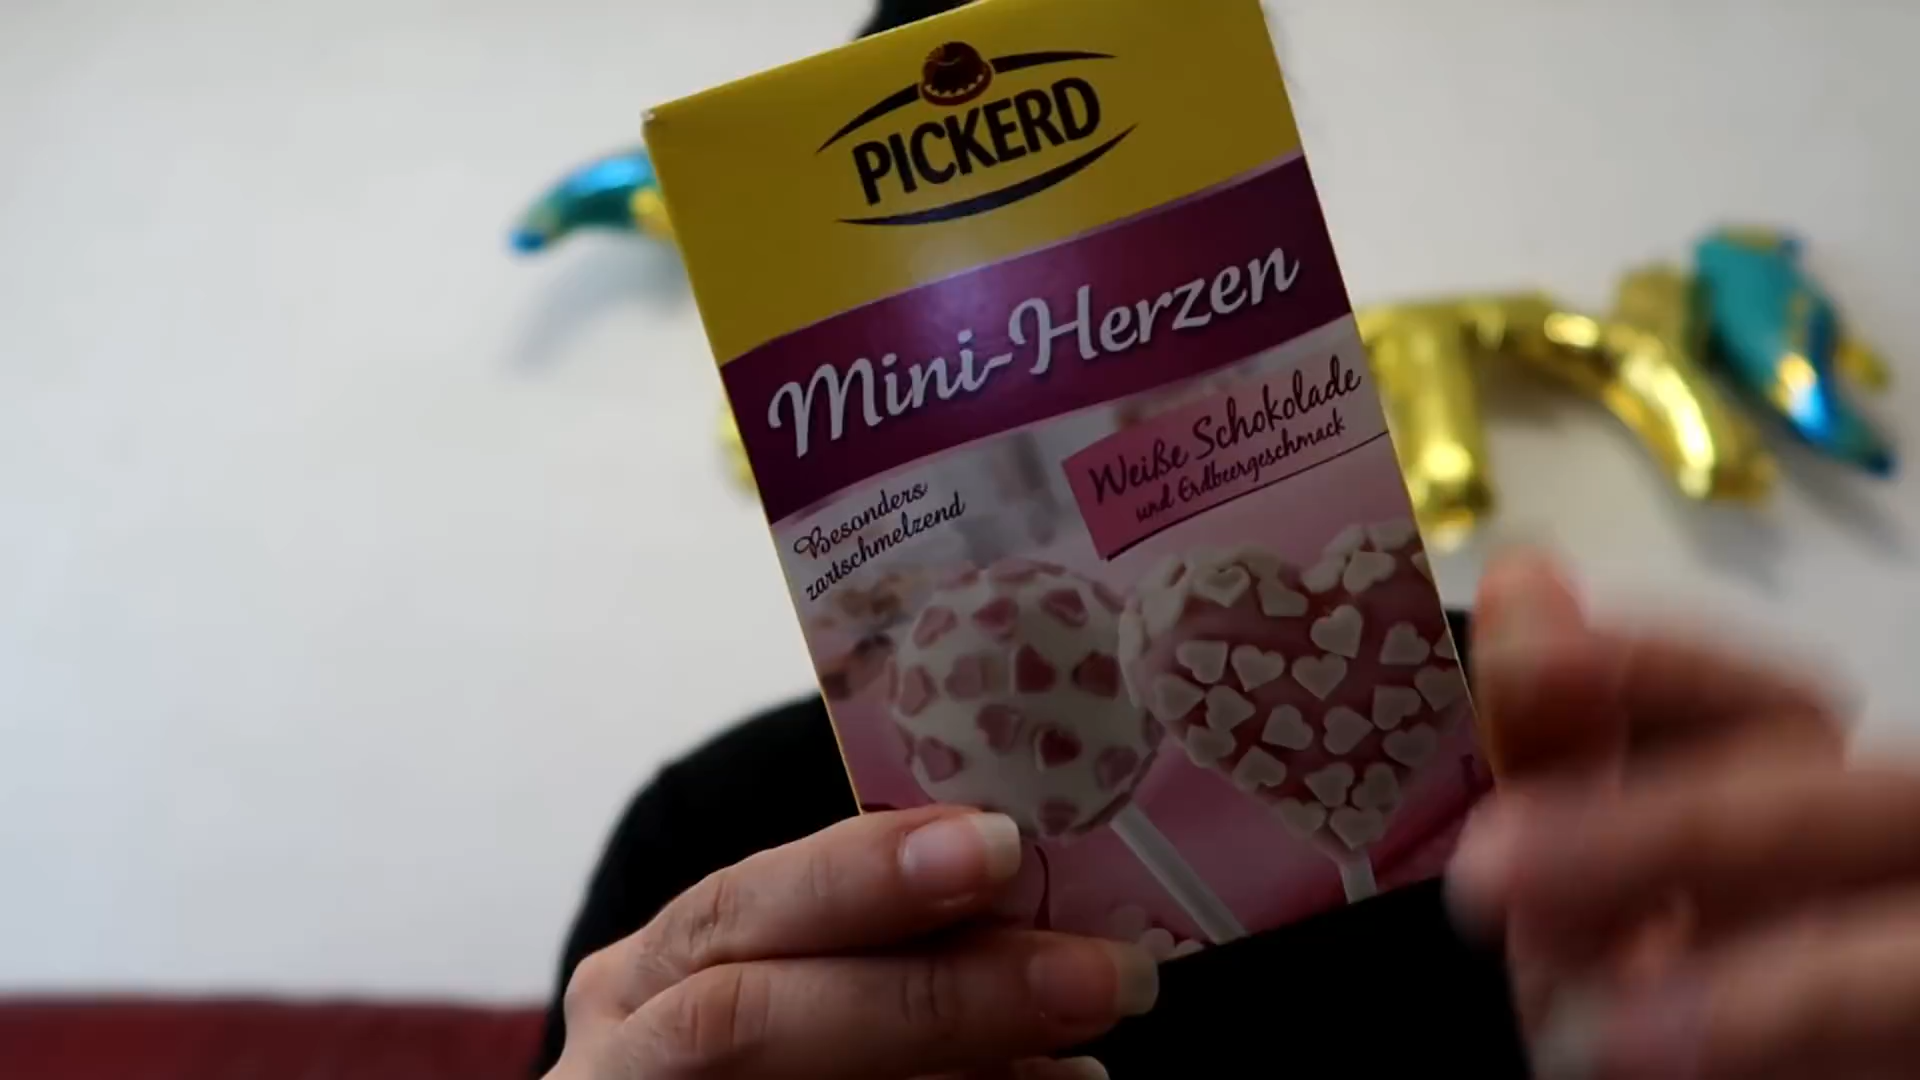 PICKERD
Mini-Herzen
Weiße Schokolade
und Erdbeergeschmack
Besonders
zartschmelzend